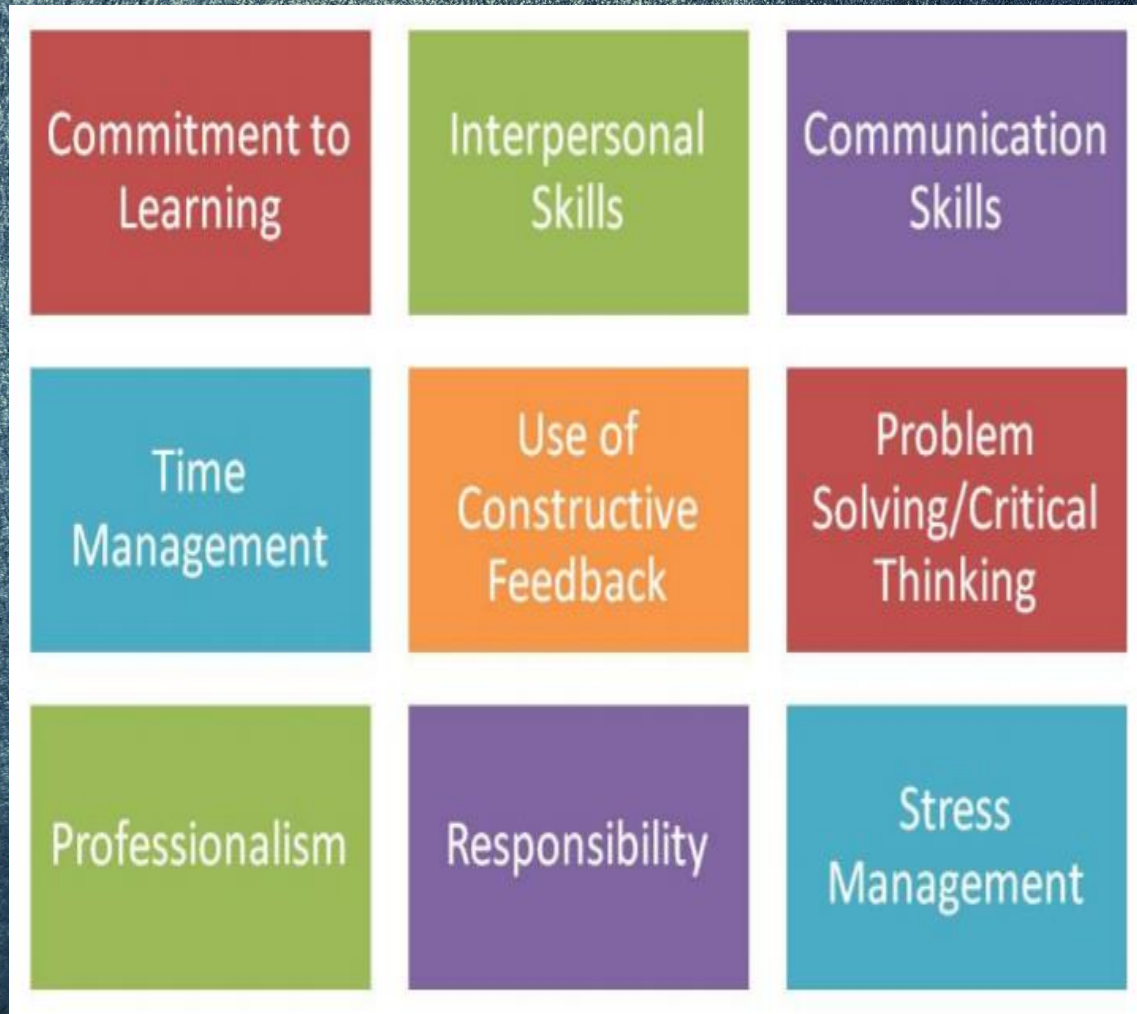 Commitment to
Learning
Interpersonal
Skills
Communication
Skills
Time
Management
Use of
Constructive
Feedback
Problem
Solving/Critical
Thinking
Professionalism
Responsibility
Stress
Management